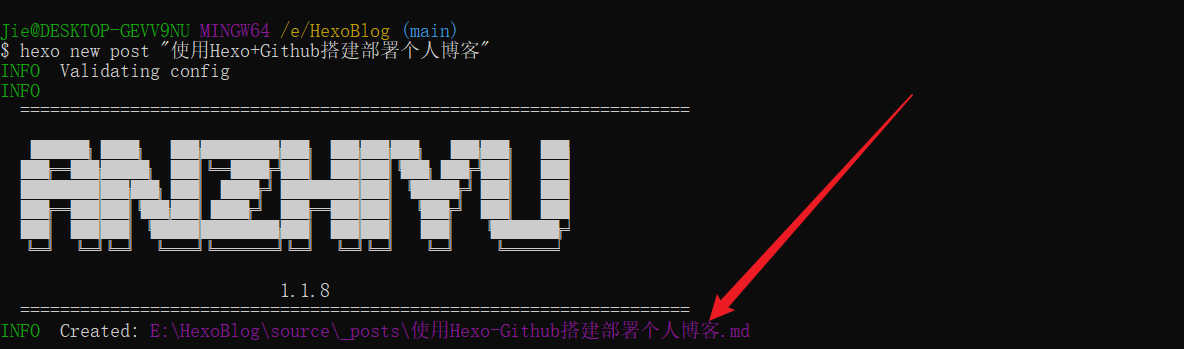 Jie@DESKTOP-GEVV9NU MINGW64 /e/HexoBlog (main)
$ hexo new post "使用Hexo+Github搭建部署个人博客"
INFO  Validating config
INFO
===================================================================
ANZHIYU
1.1.8
===================================================================
INFO  Created: E:\HexoBlog\source\_posts\使用Hexo-Github搭建部署个人博客.md